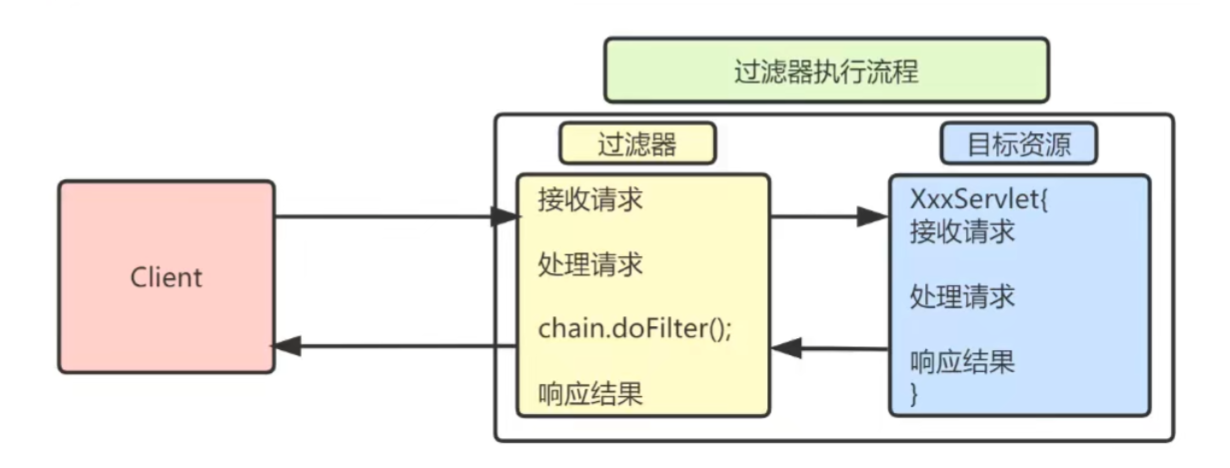 过滤器执行流程
过滤器
目标资源
Client
接收请求
处理请求
chain.doFilter();
响应结果
XxxServlet{
接收请求
处理请求
响应结果
}